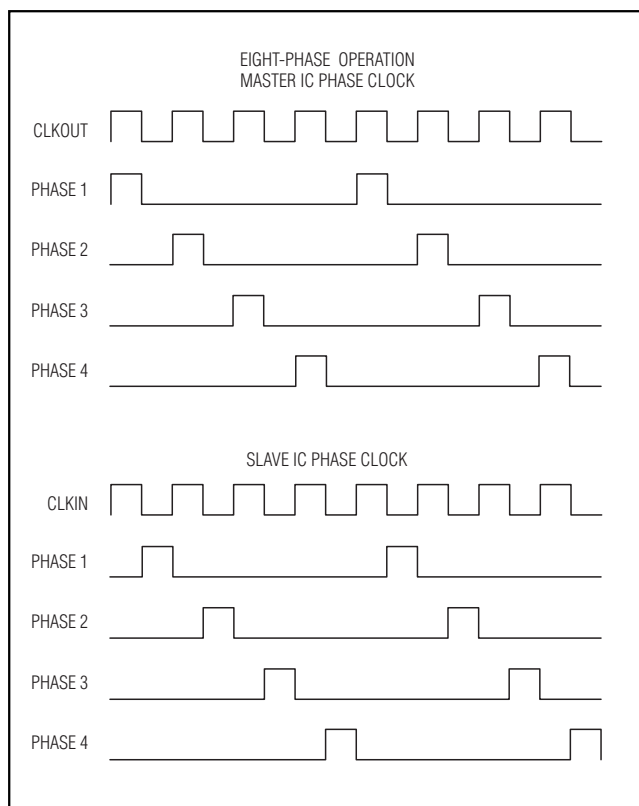 EIGHT-PHASE OPERATION
MASTER IC PHASE CLOCK
CLKOUT
PHASE 1
PHASE 2
PHASE 3
PHASE 4
SLAVE IC PHASE CLOCK
CLKIN
PHASE 1
PHASE 2
PHASE 3
PHASE 4